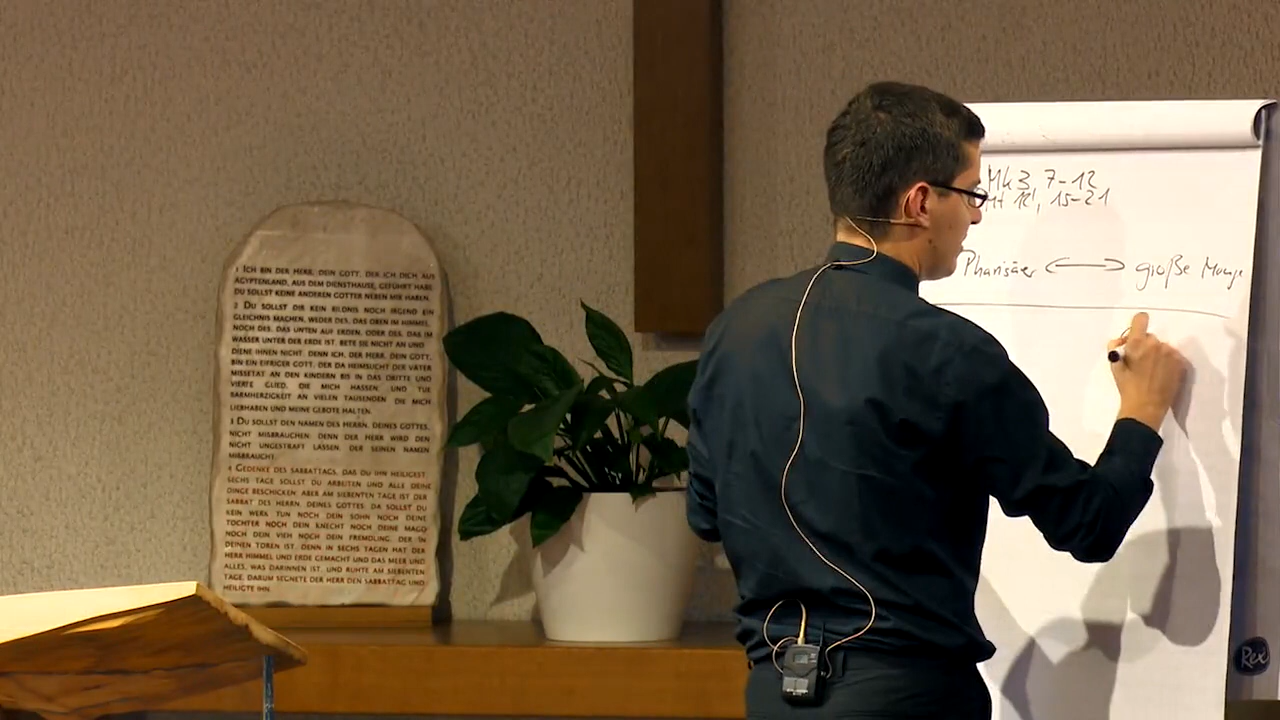 1 ICH BIN DER HERR, DEIN GOTT, DER ICH DICH AUS
ÄGYPTENLAND, AUS DEM DIENSTHAUSE, GEFÜHRT HABE.
DU SOLLST KEINE ANDEREN GÖTTER NEBEN MIR HABEN.
2 DU SOLLST DIR KEIN BILDNIS NOCH IRGEND EIN
GLEICHNIS MACHEN, WEDER DES, DAS OBEN IM HIMMEL,
NOCH DES, DAS UNTEN AUF ERDEN, ODER DES, DAS IM
WASSER UNTER DER ERDE IST. BETE SIE NICHT AN UND
DIENE IHNEN NICHT. DENN ICH, DER HERR, DEIN GOTT,
BIN EIN EIFRIGER GOTT, DER DA HEIMSUCHT DER VÄTER
MISSETAT AN DEN KINDERN BIS IN DAS DRITTE UND
VIERTE GLIED, DIE MICH HASSEN, UND TUE
BARMHERZIGKEIT AN VIELEN TAUSENDEN, DIE MICH
LIEBHABEN UND MEINE GEBOTE HALTEN.
3 DU SOLLST DEN NAMEN DES HERRN, DEINES GOTTES,
NICHT MISBRAUCHEN, DENN DER HERR WIRD DEN
NICHT UNGESTRAFT LASSEN, DER SEINEN NAMEN
MISBRAUCHT.
4 GEDENKE DES SABBATTAGS, DAS DU IHN HEILIGEST.
SECHS TAGE SOLLST DU ARBEITEN UND ALLE DEINE
DINGE BESCHICKEN; ABER AM SIEBENTEN TAGE IST DER
SABBAT DES HERRN, DEINES GOTTES. DA SOLLST DU
KEIN WERK TUN NOCH DEIN SOHN NOCH DEINE
TOCHTER NOCH DEIN KNECHT NOCH DEINE MAGD
NOCH DEIN VIEH NOCH DEIN FREMDLING, DER IN
DEINEN TOREN IST. DENN IN SECHS TAGEN HAT DER
HERR HIMMEL UND ERDE GEMACHT UND DAS MEER UND
ALLES, WAS DARINNEN IST, UND RUHTE AM SIEBENTEN
TAGE. DARUM SEGNETE DER HERR DEN SABBATTAG UND
HEILIGTE IHN.
Mk 3, 7-12
Mt 12, 15-21
Pharisäer ⟷ große Menge
Rex